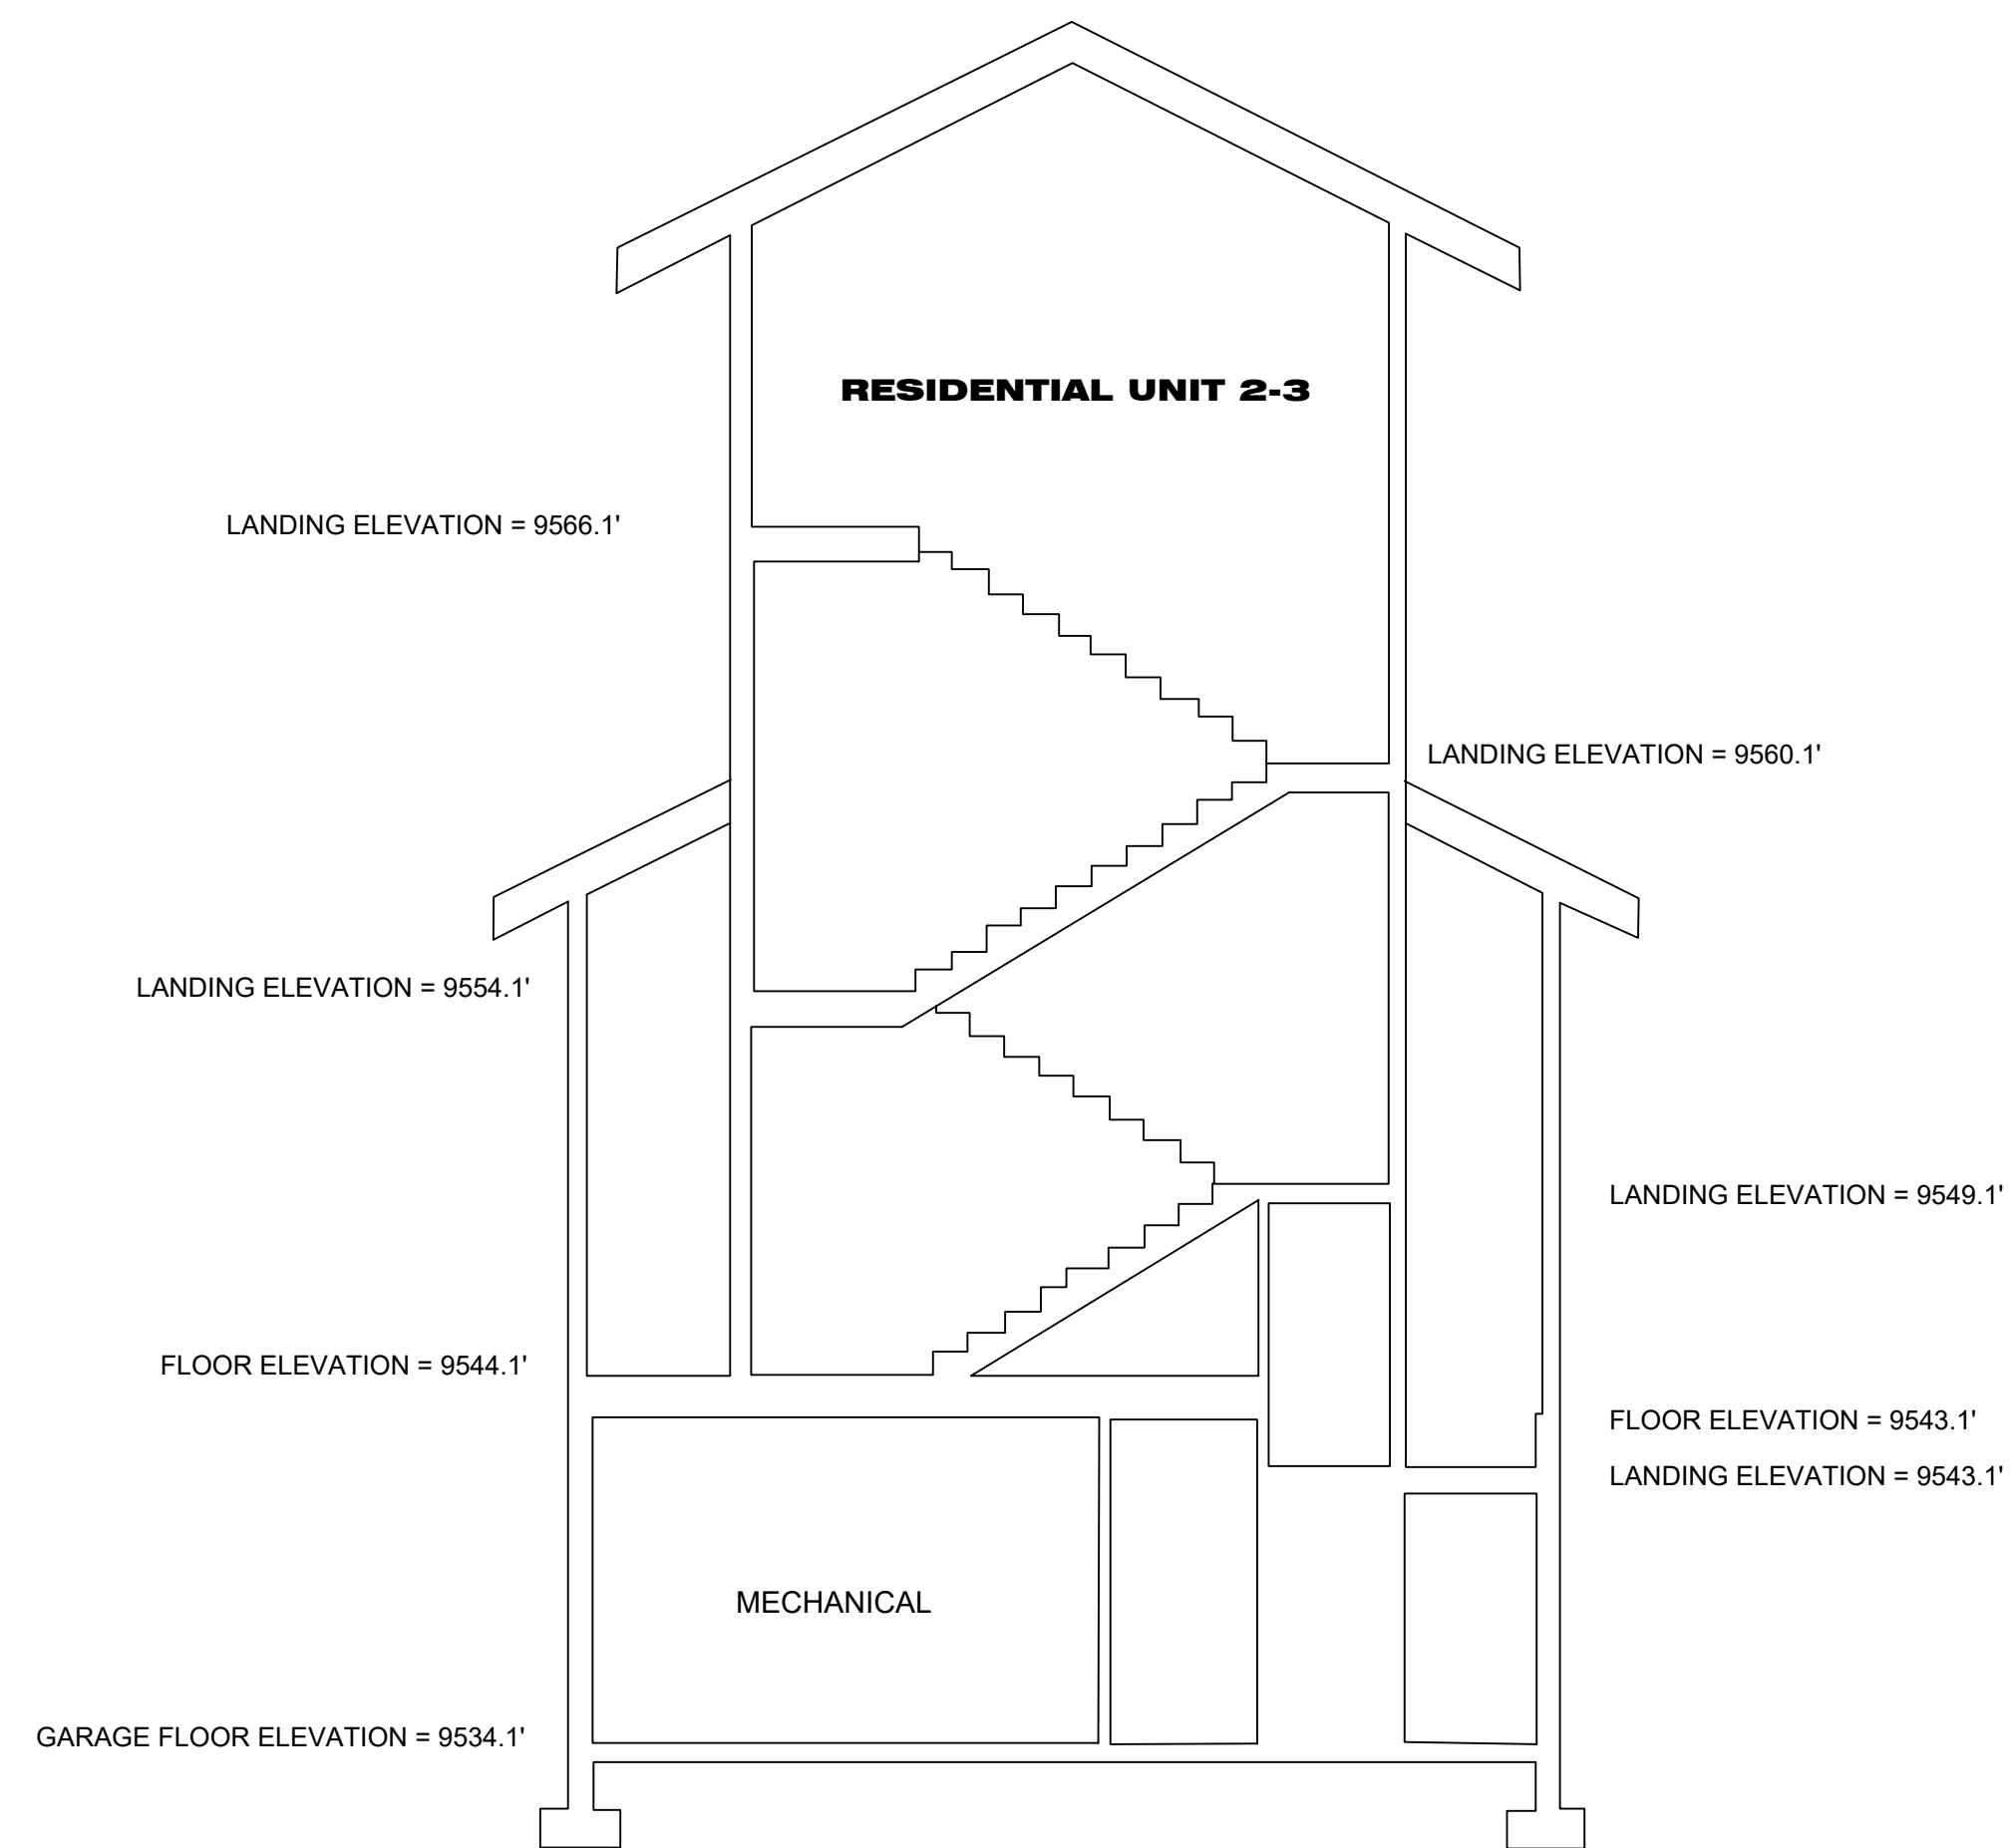 RESIDENTIAL UNIT 2-3
LANDING ELEVATION = 9566.1'
LANDING ELEVATION = 9560.1'
LANDING ELEVATION = 9554.1'
LANDING ELEVATION = 9549.1'
FLOOR ELEVATION = 9544.1'
FLOOR ELEVATION = 9543.1'
LANDING ELEVATION = 9543.1'
MECHANICAL
GARAGE FLOOR ELEVATION = 9534.1'